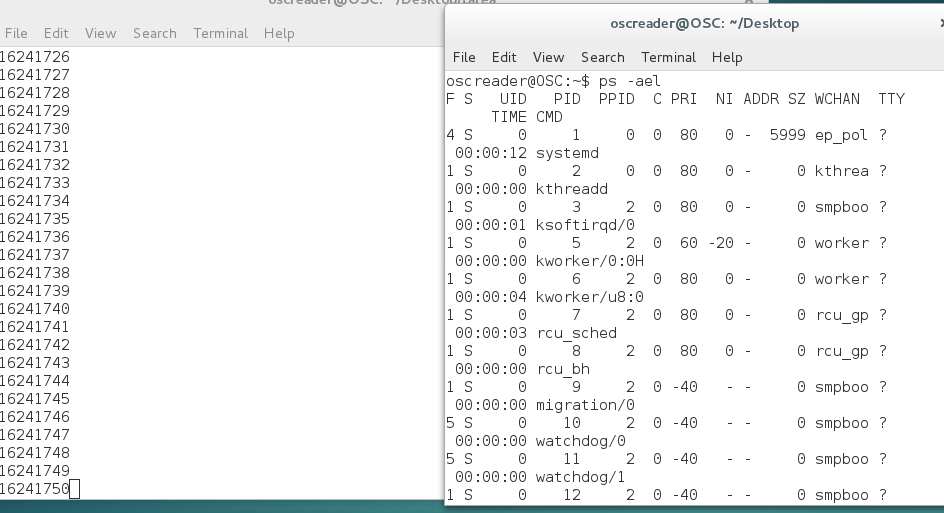 oscreader@OSC: ~/Desktop/tarea
File Edit View Search Terminal Help
16241726
16241727
16241728
16241729
16241730
16241731
16241732
16241733
16241734
16241735
16241736
16241737
16241738
16241739
16241740
16241741
16241742
16241743
16241744
16241745
16241746
16241747
16241748
16241749
16241750
oscreader@OSC: ~/Desktop
File Edit View Search Terminal Help
oscreader@OSC:~$ ps -ael
F S   UID   PID  PPID  C PRI  NI ADDR SZ WCHAN  TTY
     TIME CMD
4 S     0     1     0  0  80   0 -  5999 ep_pol ?
 00:00:12 systemd
1 S     0     2     0  0  80   0 -     0 kthrea ?
 00:00:00 kthreadd
1 S     0     3     2  0  80   0 -     0 smpboo ?
 00:00:01 ksoftirqd/0
1 S     0     5     2  0  60 -20 -     0 worker ?
 00:00:00 kworker/0:0H
1 S     0     6     2  0  80   0 -     0 worker ?
 00:00:04 kworker/u8:0
1 S     0     7     2  0  80   0 -     0 rcu_gp ?
 00:00:03 rcu_sched
1 S     0     8     2  0  80   0 -     0 rcu_gp ?
 00:00:00 rcu_bh
1 S     0     9     2  0 -40   - -     0 smpboo ?
 00:00:00 migration/0
5 S     0    10     2  0 -40   - -     0 smpboo ?
 00:00:00 watchdog/0
5 S     0    11     2  0 -40   - -     0 smpboo ?
 00:00:00 watchdog/1
1 S     0    12     2  0 -40   - -     0 smpboo ?